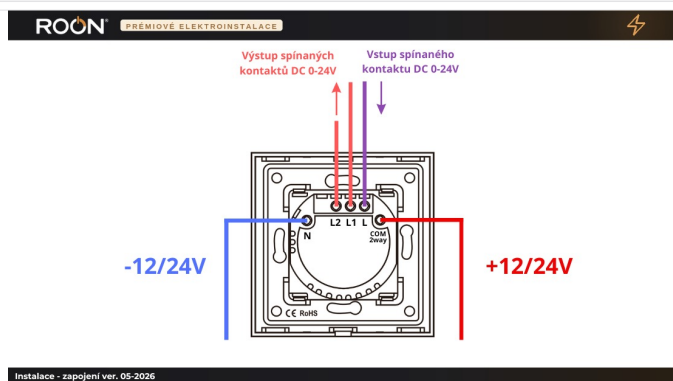 ROON® PRÉMIOVÉ ELEKTROINSTALACE
Výstup spínaných
kontaktů DC 0-24V
Vstup spínaného
kontaktu DC 0-24V
L2 L1 L
N
COM
2way
-12/24V
+12/24V
CE RoHS
Instalace - zapojení ver. 05-2026